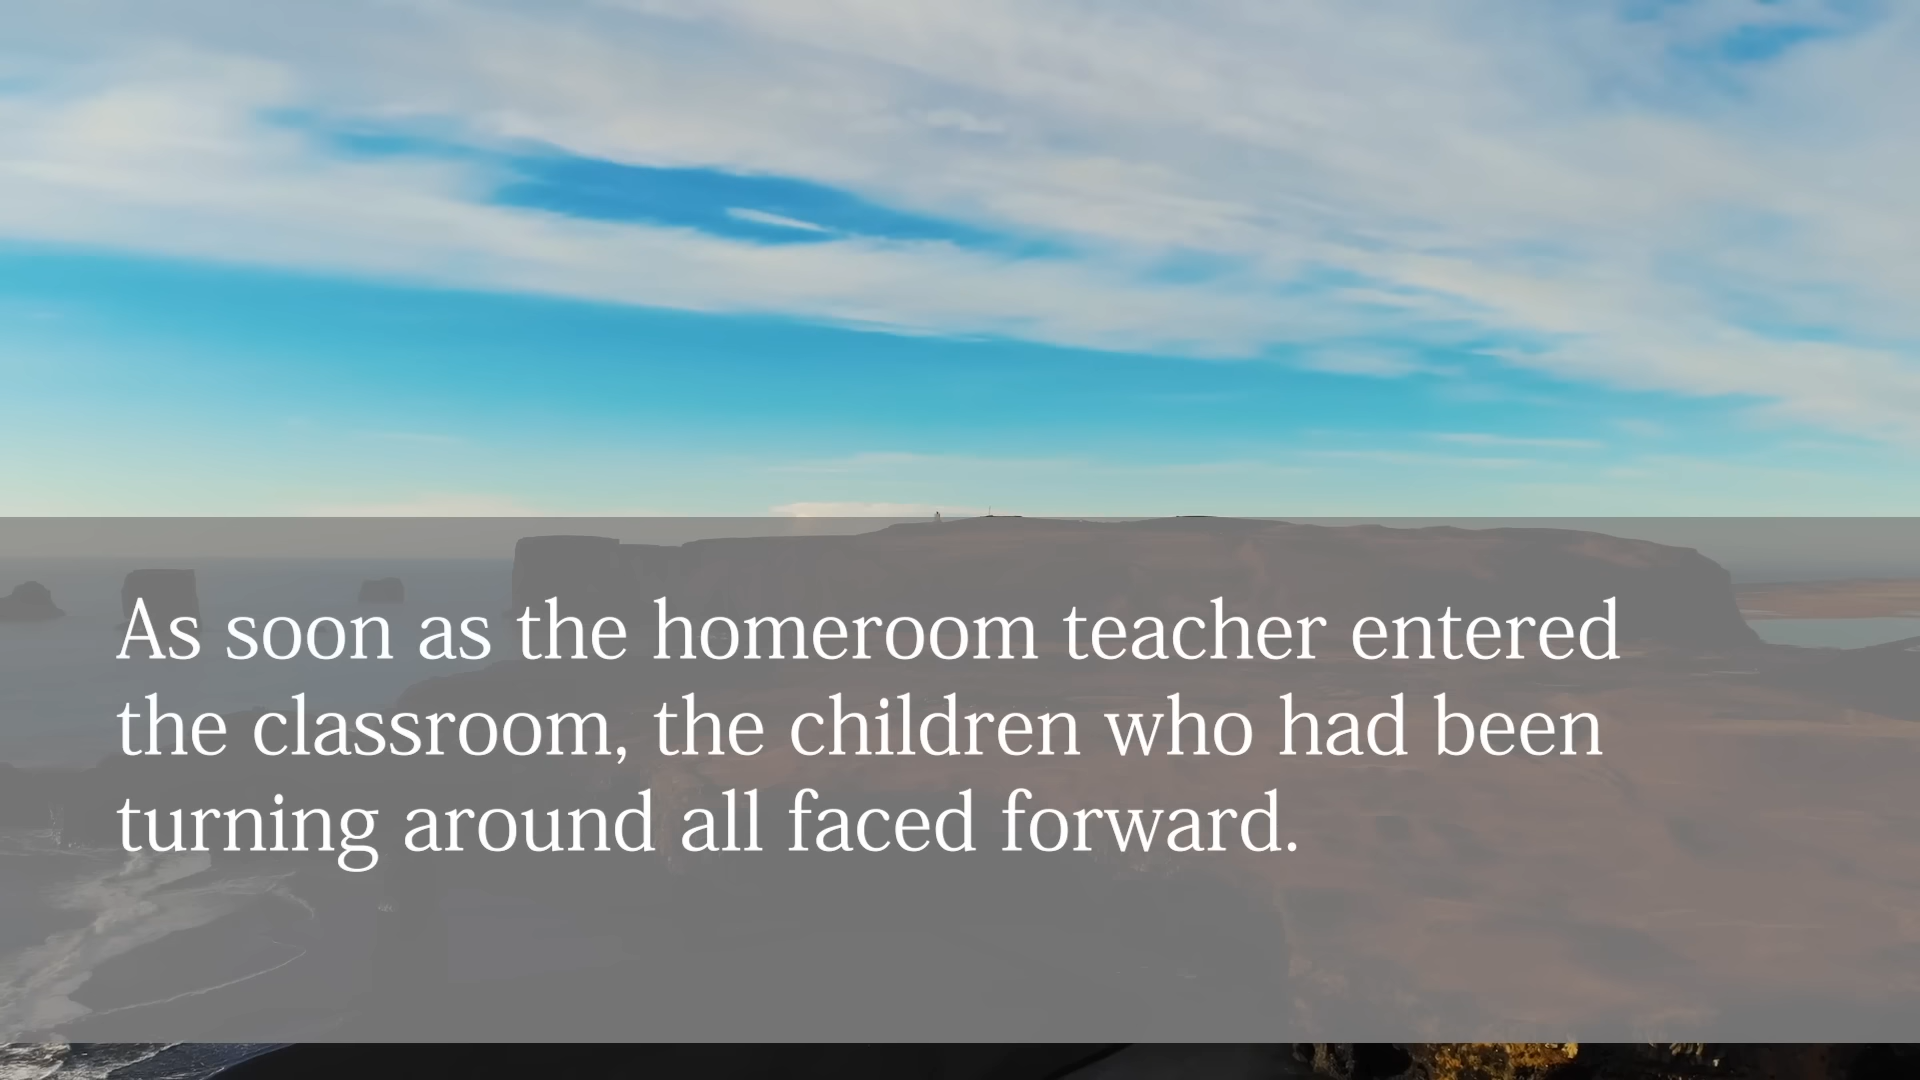 As soon as the homeroom teacher entered
the classroom, the children who had been
turning around all faced forward.